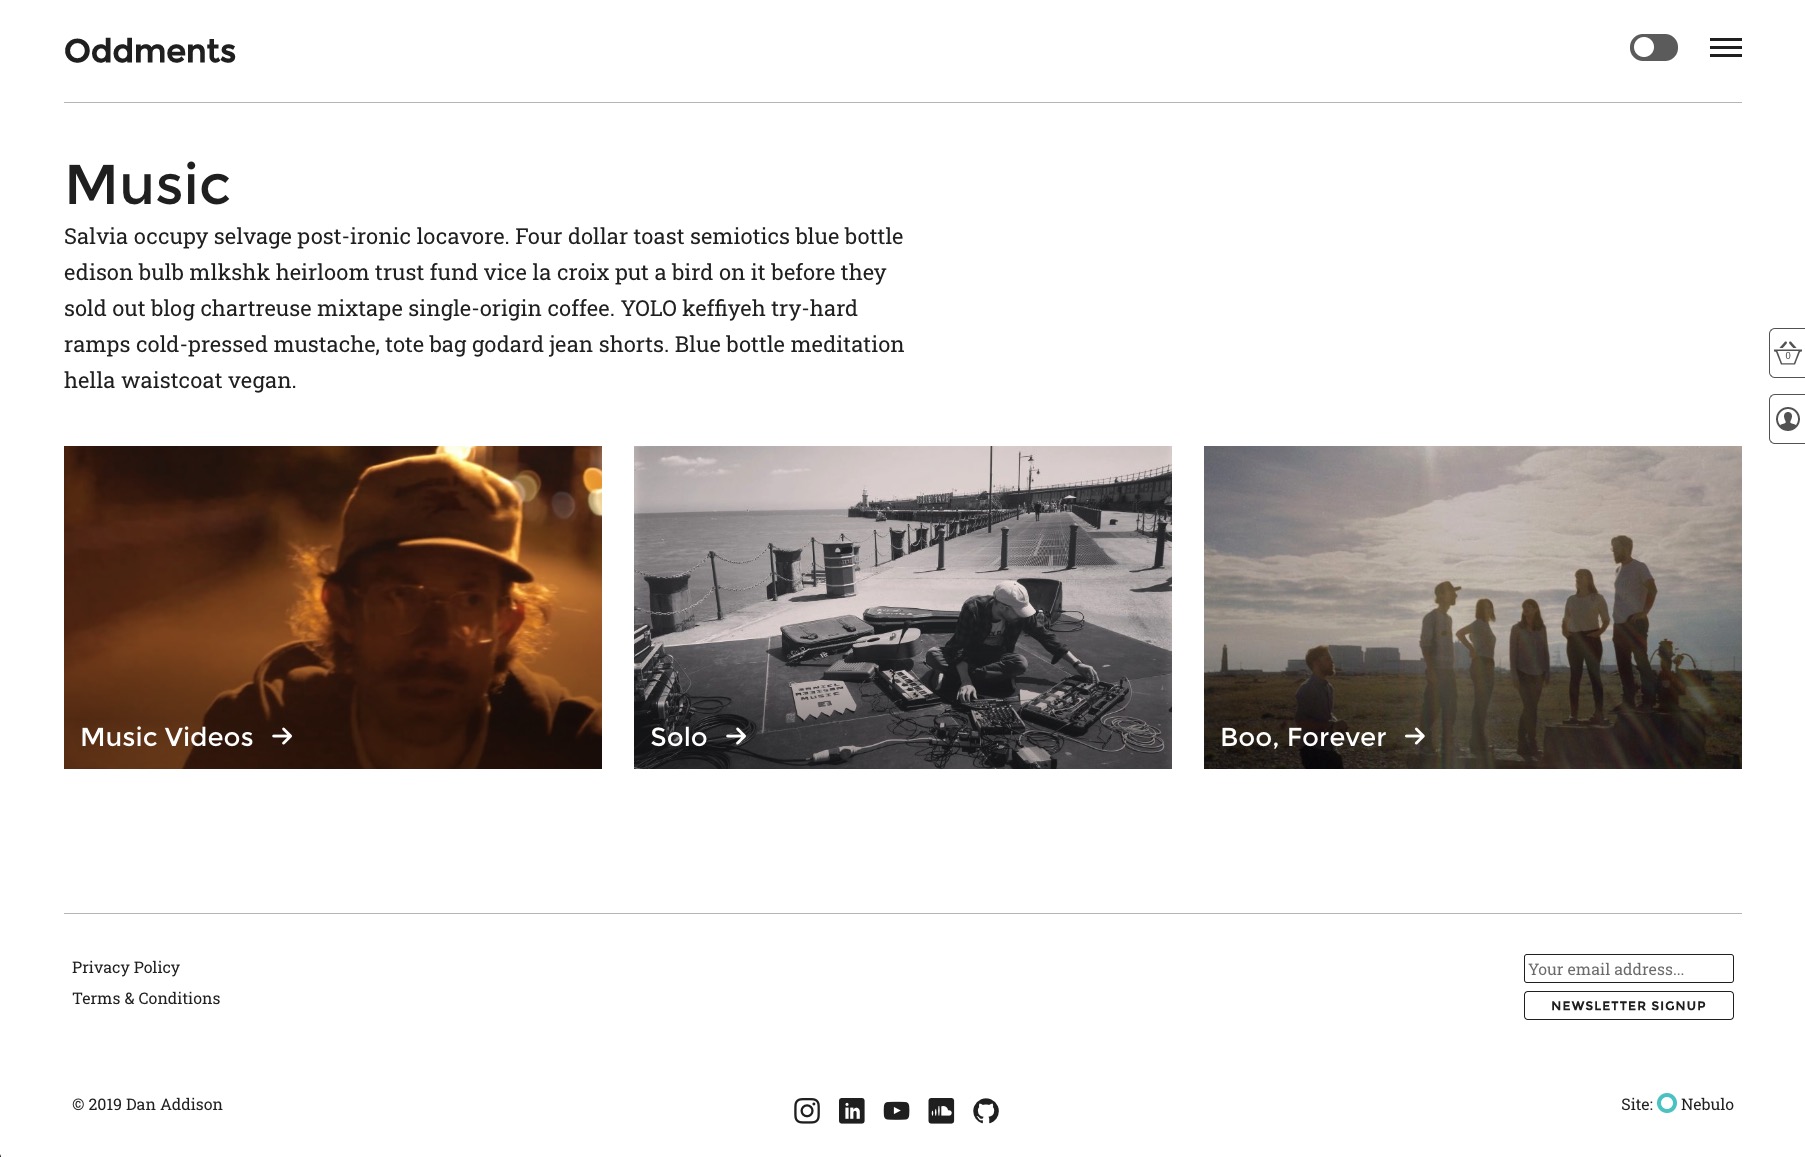 Oddments
Music
Salvia occupy selvage post-ironic locavore. Four dollar toast semiotics blue bottle
edison bulb mlkshk heirloom trust fund vice la croix put a bird on it before they
sold out blog chartreuse mixtape single-origin coffee. YOLO keffiyeh try-hard
ramps cold-pressed mustache, tote bag godard jean shorts. Blue bottle meditation
hella waistcoat vegan.
0
DANIEL
ADDISON
MUSIC
Music Videos
Solo
Boo, Forever
Privacy Policy
Terms & Conditions
Your email address...
NEWSLETTER SIGNUP
© 2019 Dan Addison
in
Site: Nebulo